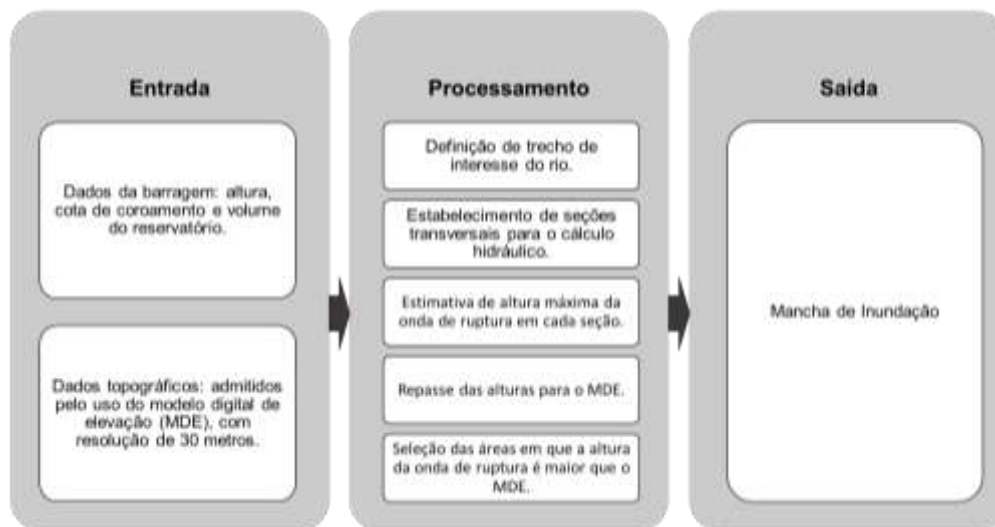 Entrada
Dados da barragem: altura,
cota de coroamento e volume
do reservatório.
Dados topográficos: admitidos
pelo uso do modelo digital de
elevação (MDE), com
resolução de 30 metros.
Processamento
Definição de trecho de
interesse do rio.
Estabelecimento de seções
transversais para o cálculo
hidráulico.
Estimativa de altura máxima da
onda de ruptura em cada seção.
Repasse das alturas para o MDE.
Seleção das áreas em que a altura
da onda de ruptura é maior que o
MDE.
Saída
Mancha de Inundação